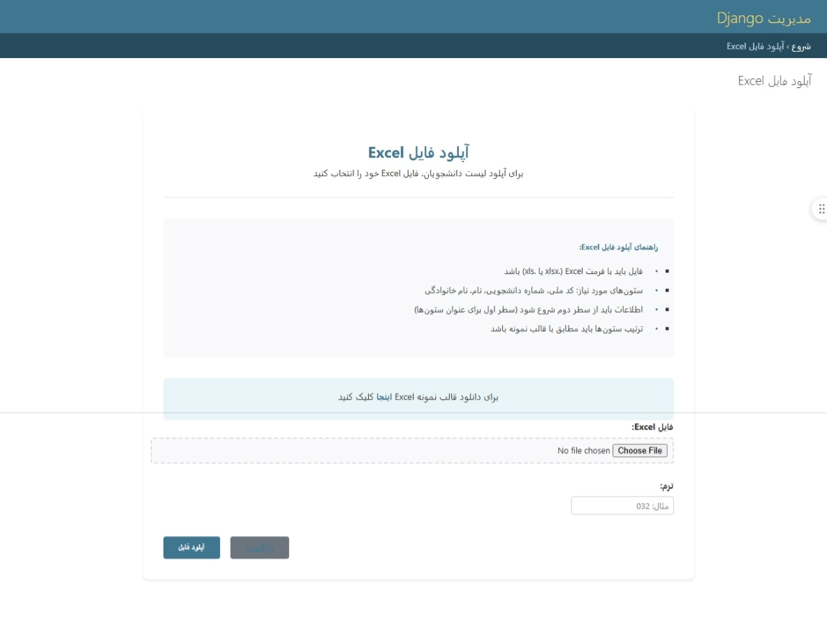 مدیریت Django
شروع › آپلود فایل Excel
آپلود فایل Excel
آپلود فایل Excel
برای آپلود لیست دانشجویان، فایل Excel خود را انتخاب کنید
راهنمای آپلود فایل Excel:
فایل باید با فرمت Excel (.xlsx یا .xls) باشد
ستون‌های مورد نیاز: کد ملی، شماره دانشجویی، نام، نام خانوادگی
اطلاعات باید از سطر دوم شروع شود (سطر اول برای عنوان ستون‌ها)
ترتیب ستون‌ها باید مطابق با قالب نمونه باشد
برای دانلود قالب نمونه Excel اینجا کلیک کنید
فایل Excel:
Choose File No file chosen
ترم:
مثال: 032
آپلود فایل